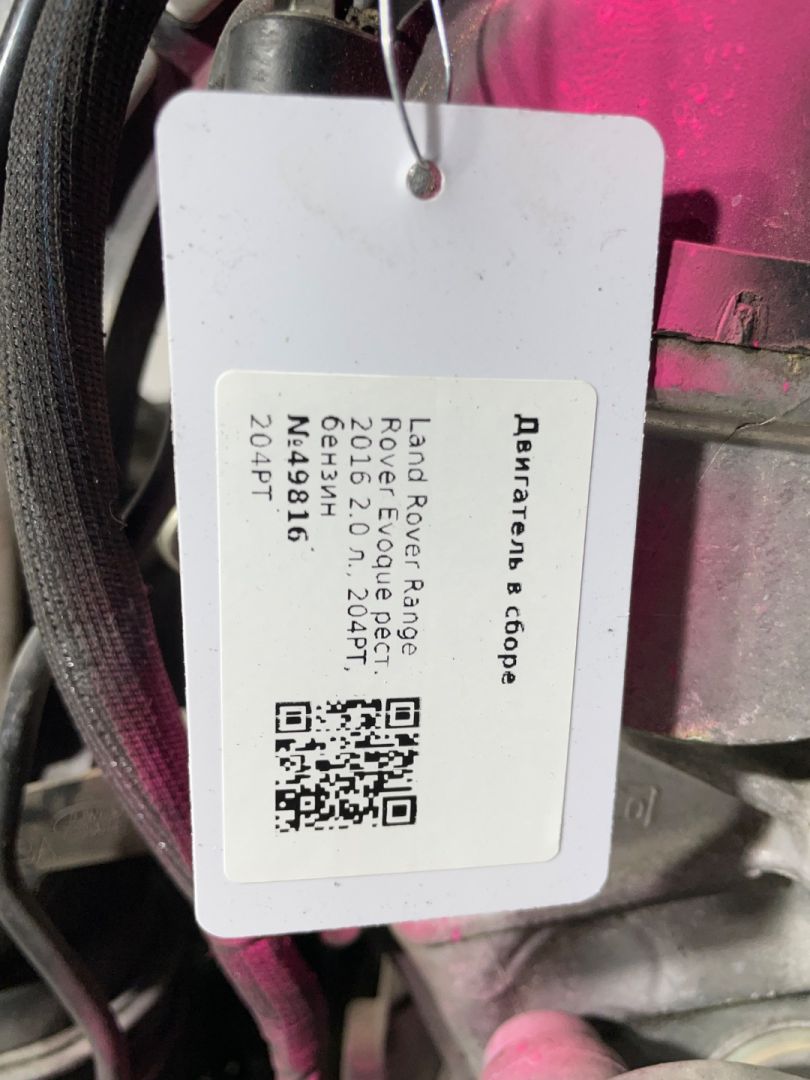 Двигатель в сборе
Land Rover Range
Rover Evoque рест.
2016 2.0 л., 204PT,
бензин
№49816
204PT